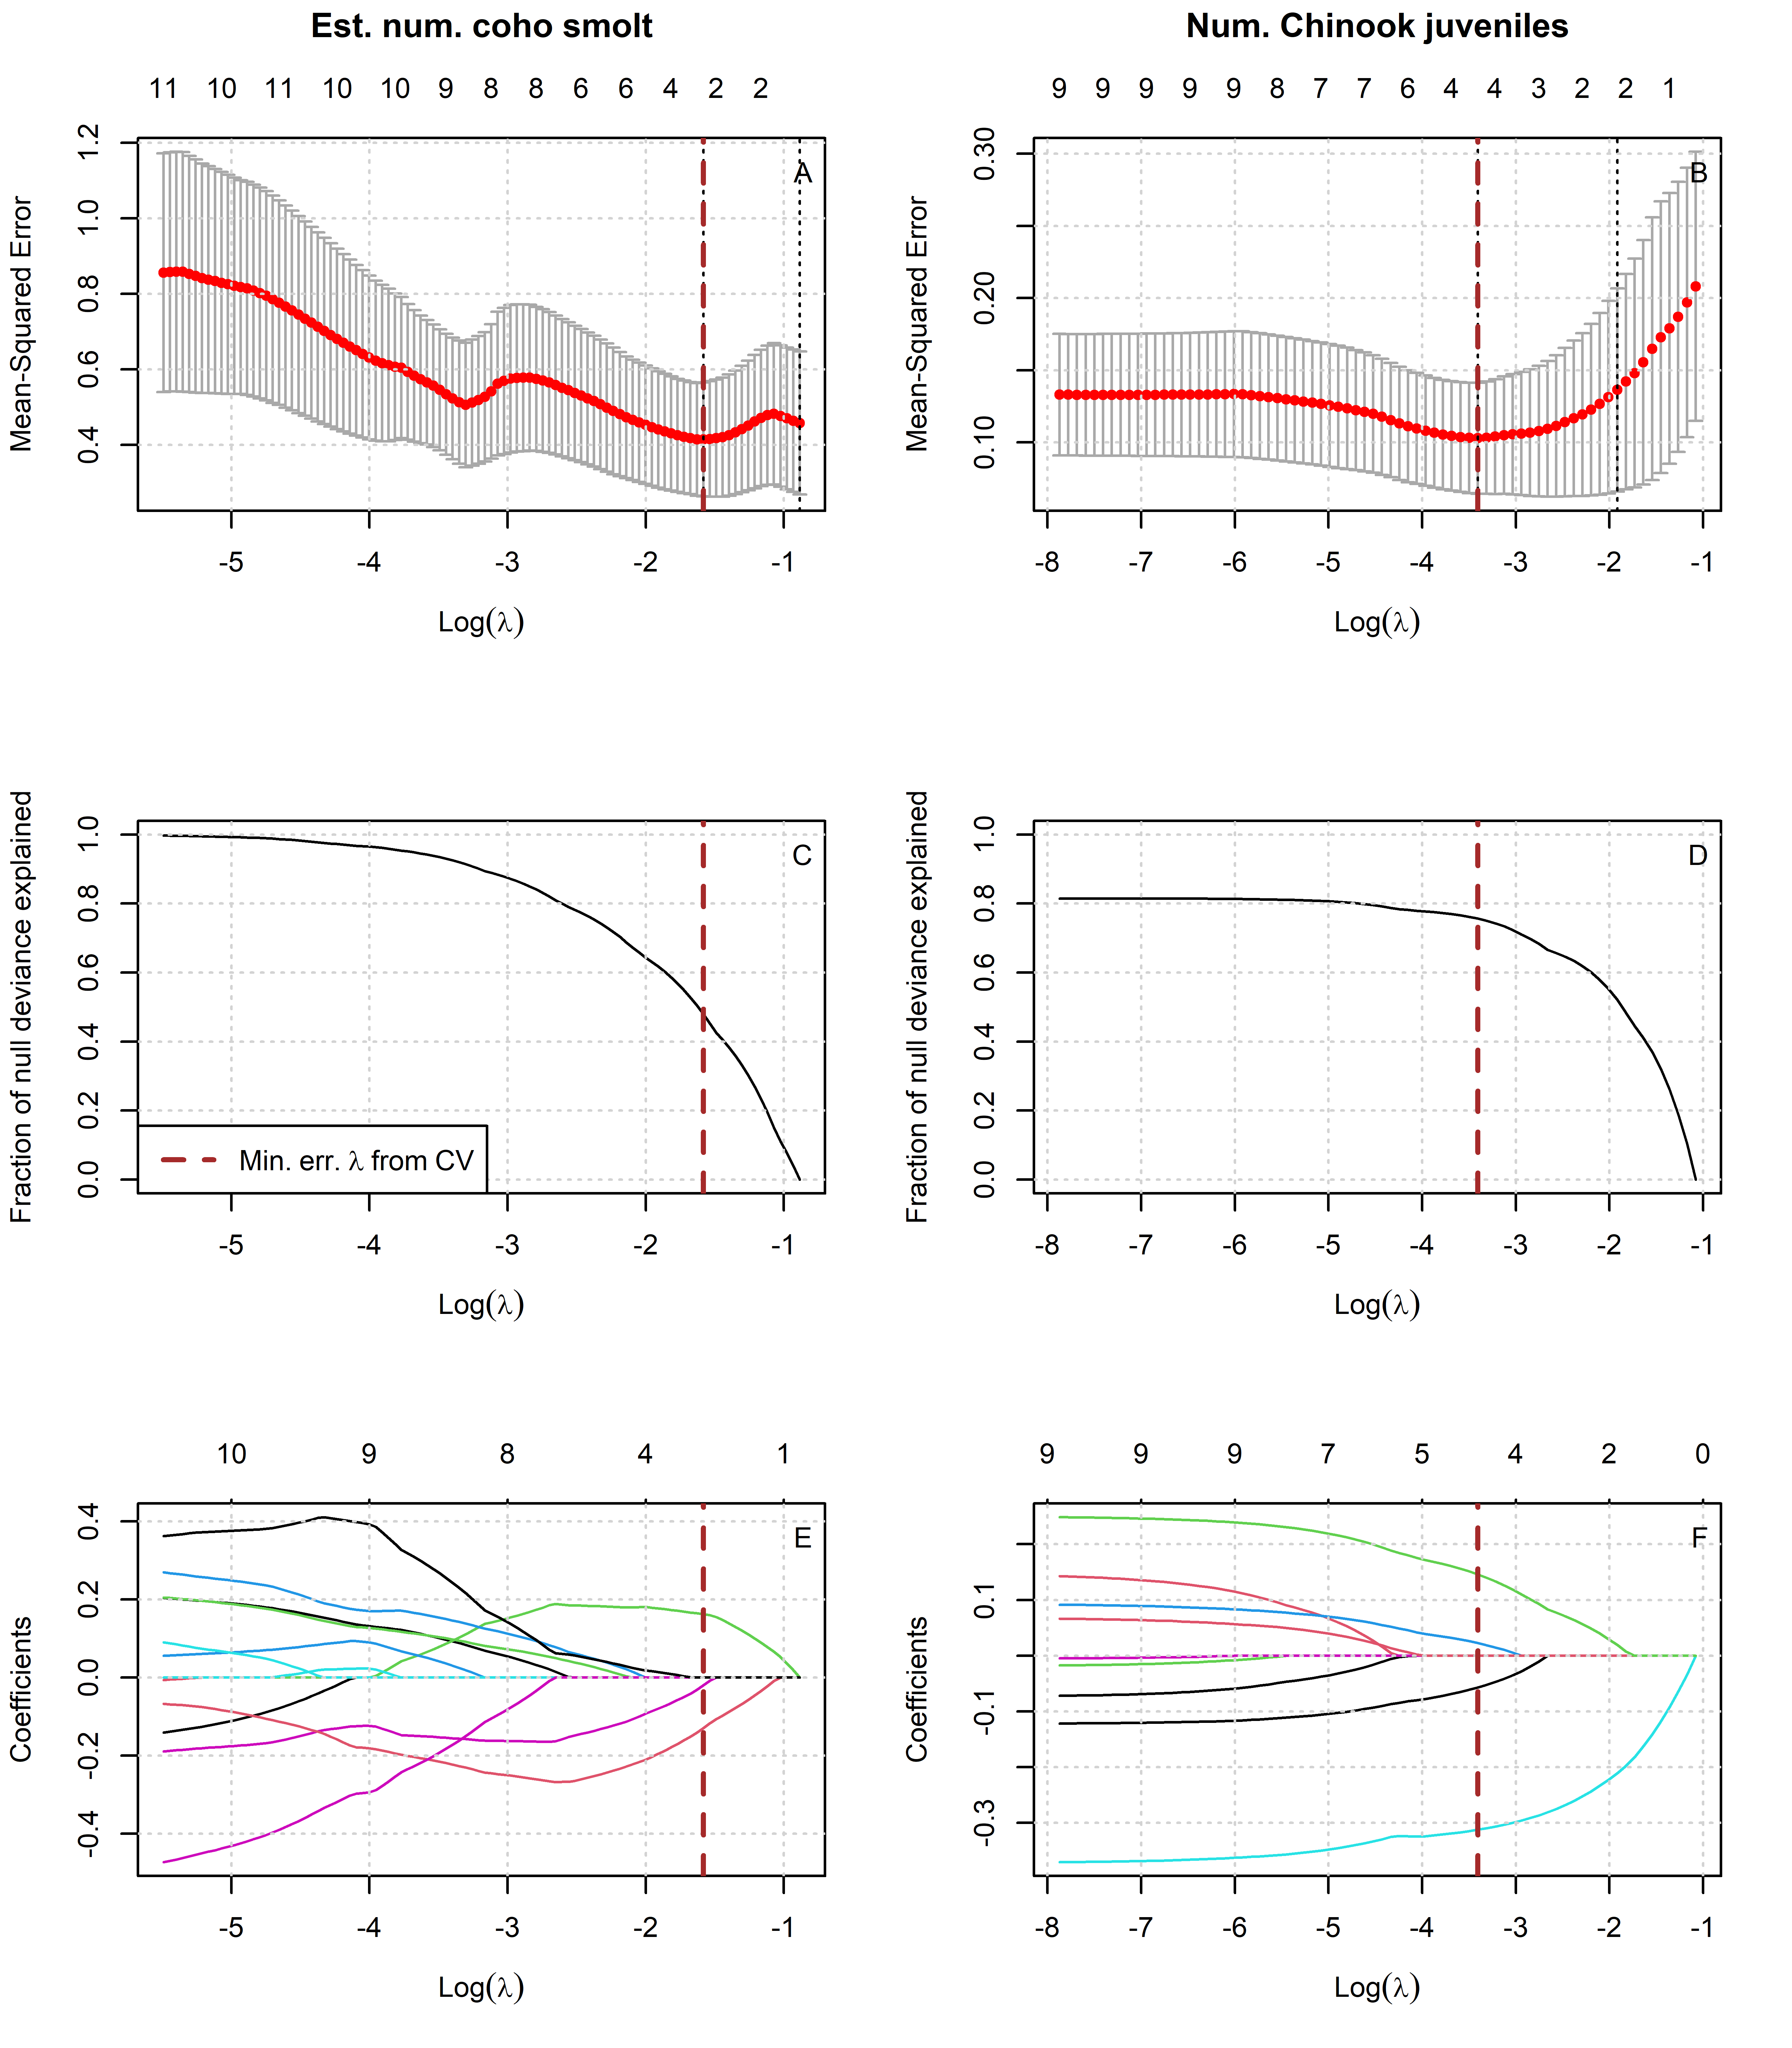 Est. num. coho smolt
11 10 11 10 10 9 8 8 6 6 4 2 2
Mean-Squared Error
1.2
1.0
0.8
0.6
0.4
A
-5 -4 -3 -2 -1
Log(λ)
Num. Chinook juveniles
9 9 9 9 9 8 7 7 6 4 4 3 2 2 1
Mean-Squared Error
0.30
0.20
0.10
B
-8 -7 -6 -5 -4 -3 -2 -1
Log(λ)
Fraction of null deviance explained
1.0
0.8
0.6
0.4
0.2
0.0
C
Min. err. λ from CV
-5 -4 -3 -2 -1
Log(λ)
Fraction of null deviance explained
1.0
0.8
0.6
0.4
0.2
0.0
D
-8 -7 -6 -5 -4 -3 -2 -1
Log(λ)
10 9 8 4 1
Coefficients
0.4
0.2
0.0
-0.2
-0.4
E
-5 -4 -3 -2 -1
Log(λ)
9 9 9 7 5 4 2 0
Coefficients
0.1
-0.1
-0.3
F
-8 -7 -6 -5 -4 -3 -2 -1
Log(λ)